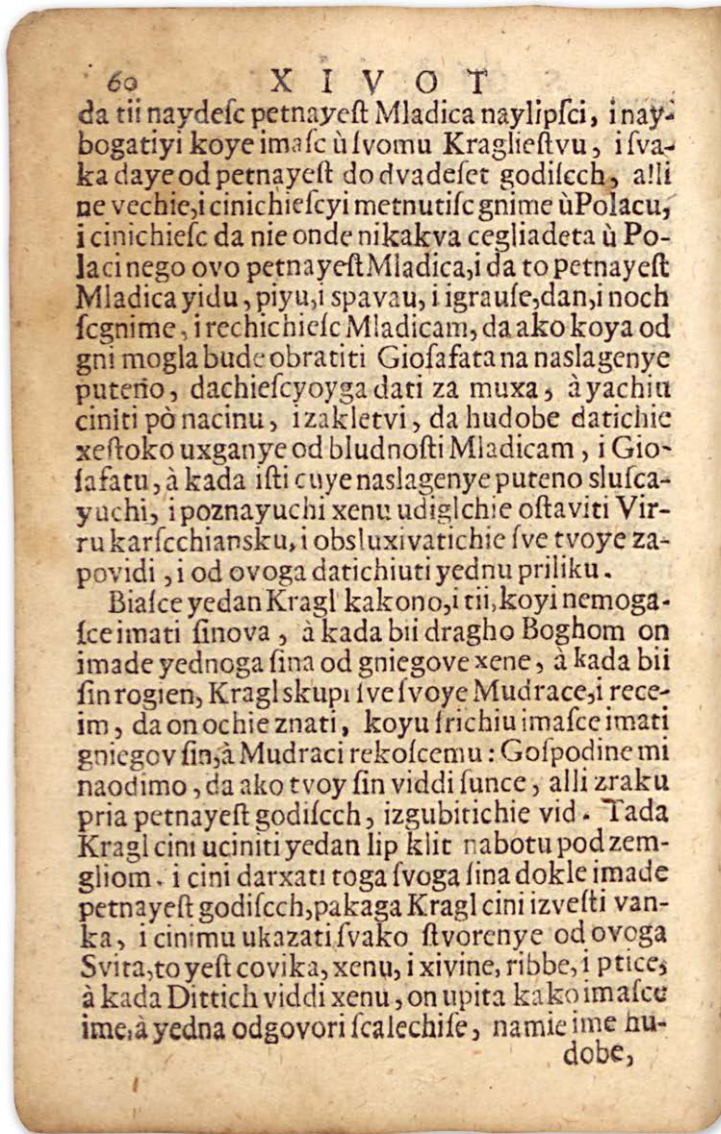 60 X I V O T
da tii naydeſc petnayeſt Mladica naylipſci, i nay-
bogatiyi koye imaſc ù ſvomu Kraglieſtvu, i ſva-
ka daye od petnayeſt do dvadeſet godiſcch, alli
ne vechie, i cinichieſcyi metnutiſc gnime ù Polacu,
i cinichieſc da nie onde nikakva cegliadeta ù Po-
laci nego ovo petnayeſt Mladica, i da to petnayeſt
Mladica yidu, piyu, i spavau, i igrauſe, dan, i noch
ſcgnime, i rechichieſc Mladicam, da ako koya od
gni mogla bude obratiti Gioſafata na naslagenye
puteno, dachieſcyoyga dati za muxa, à yachiu
ciniti pò nacinu, i zakletvi, da hudobe datichie
xeſtoko uxganye od bludnoſti Mladicam, i Gio-
ſafatu, à kada iſti cuye naslagenye puteno sluſca-
yuchi, i poznayuchi xenu udiglchie oſtaviti Vir-
ru karſcchiansku, i obsluxivatichie ſve tvoye za-
povidi, i od ovoga datichiuti yednu priliku.
Biaſce yedan Kragl kakono, i tii, koyi nemoga-
ſce imati ſinova, à kada bii dragho Boghom on
imade yednoga ſina od gniegove xene, à kada bii
ſin rogien, Kragl skupi ſve ſvoye Mudrace, i rece-
im, da on ochie znati, koyu ſrichiu imaſce imati
gniegov ſin, à Mudraci rekoſcemu: Goſpodine mi
naodimo, da ako tvoy ſin viddi ſunce, alli zraku
pria petnayeſt godiſcch, izgubitichie vid. Tada
Kragl cini uciniti yedan lip klit nabotu pod zem-
gliom. i cini darxati toga ſvoga ſina dokle imade
petnayeſt godiſcch, pakaga Kragl cini izveſti van-
ka, i cinimu ukazati ſvako ſtvorenye od ovoga
Svita, to yeſt covika, xenu, i xivine, ribbe, i ptice,
à kada Dittich viddi xenu, on upita kako imaſce
ime, à yedna odgovori ſcalechiſe, namie ime hu-
dobe,